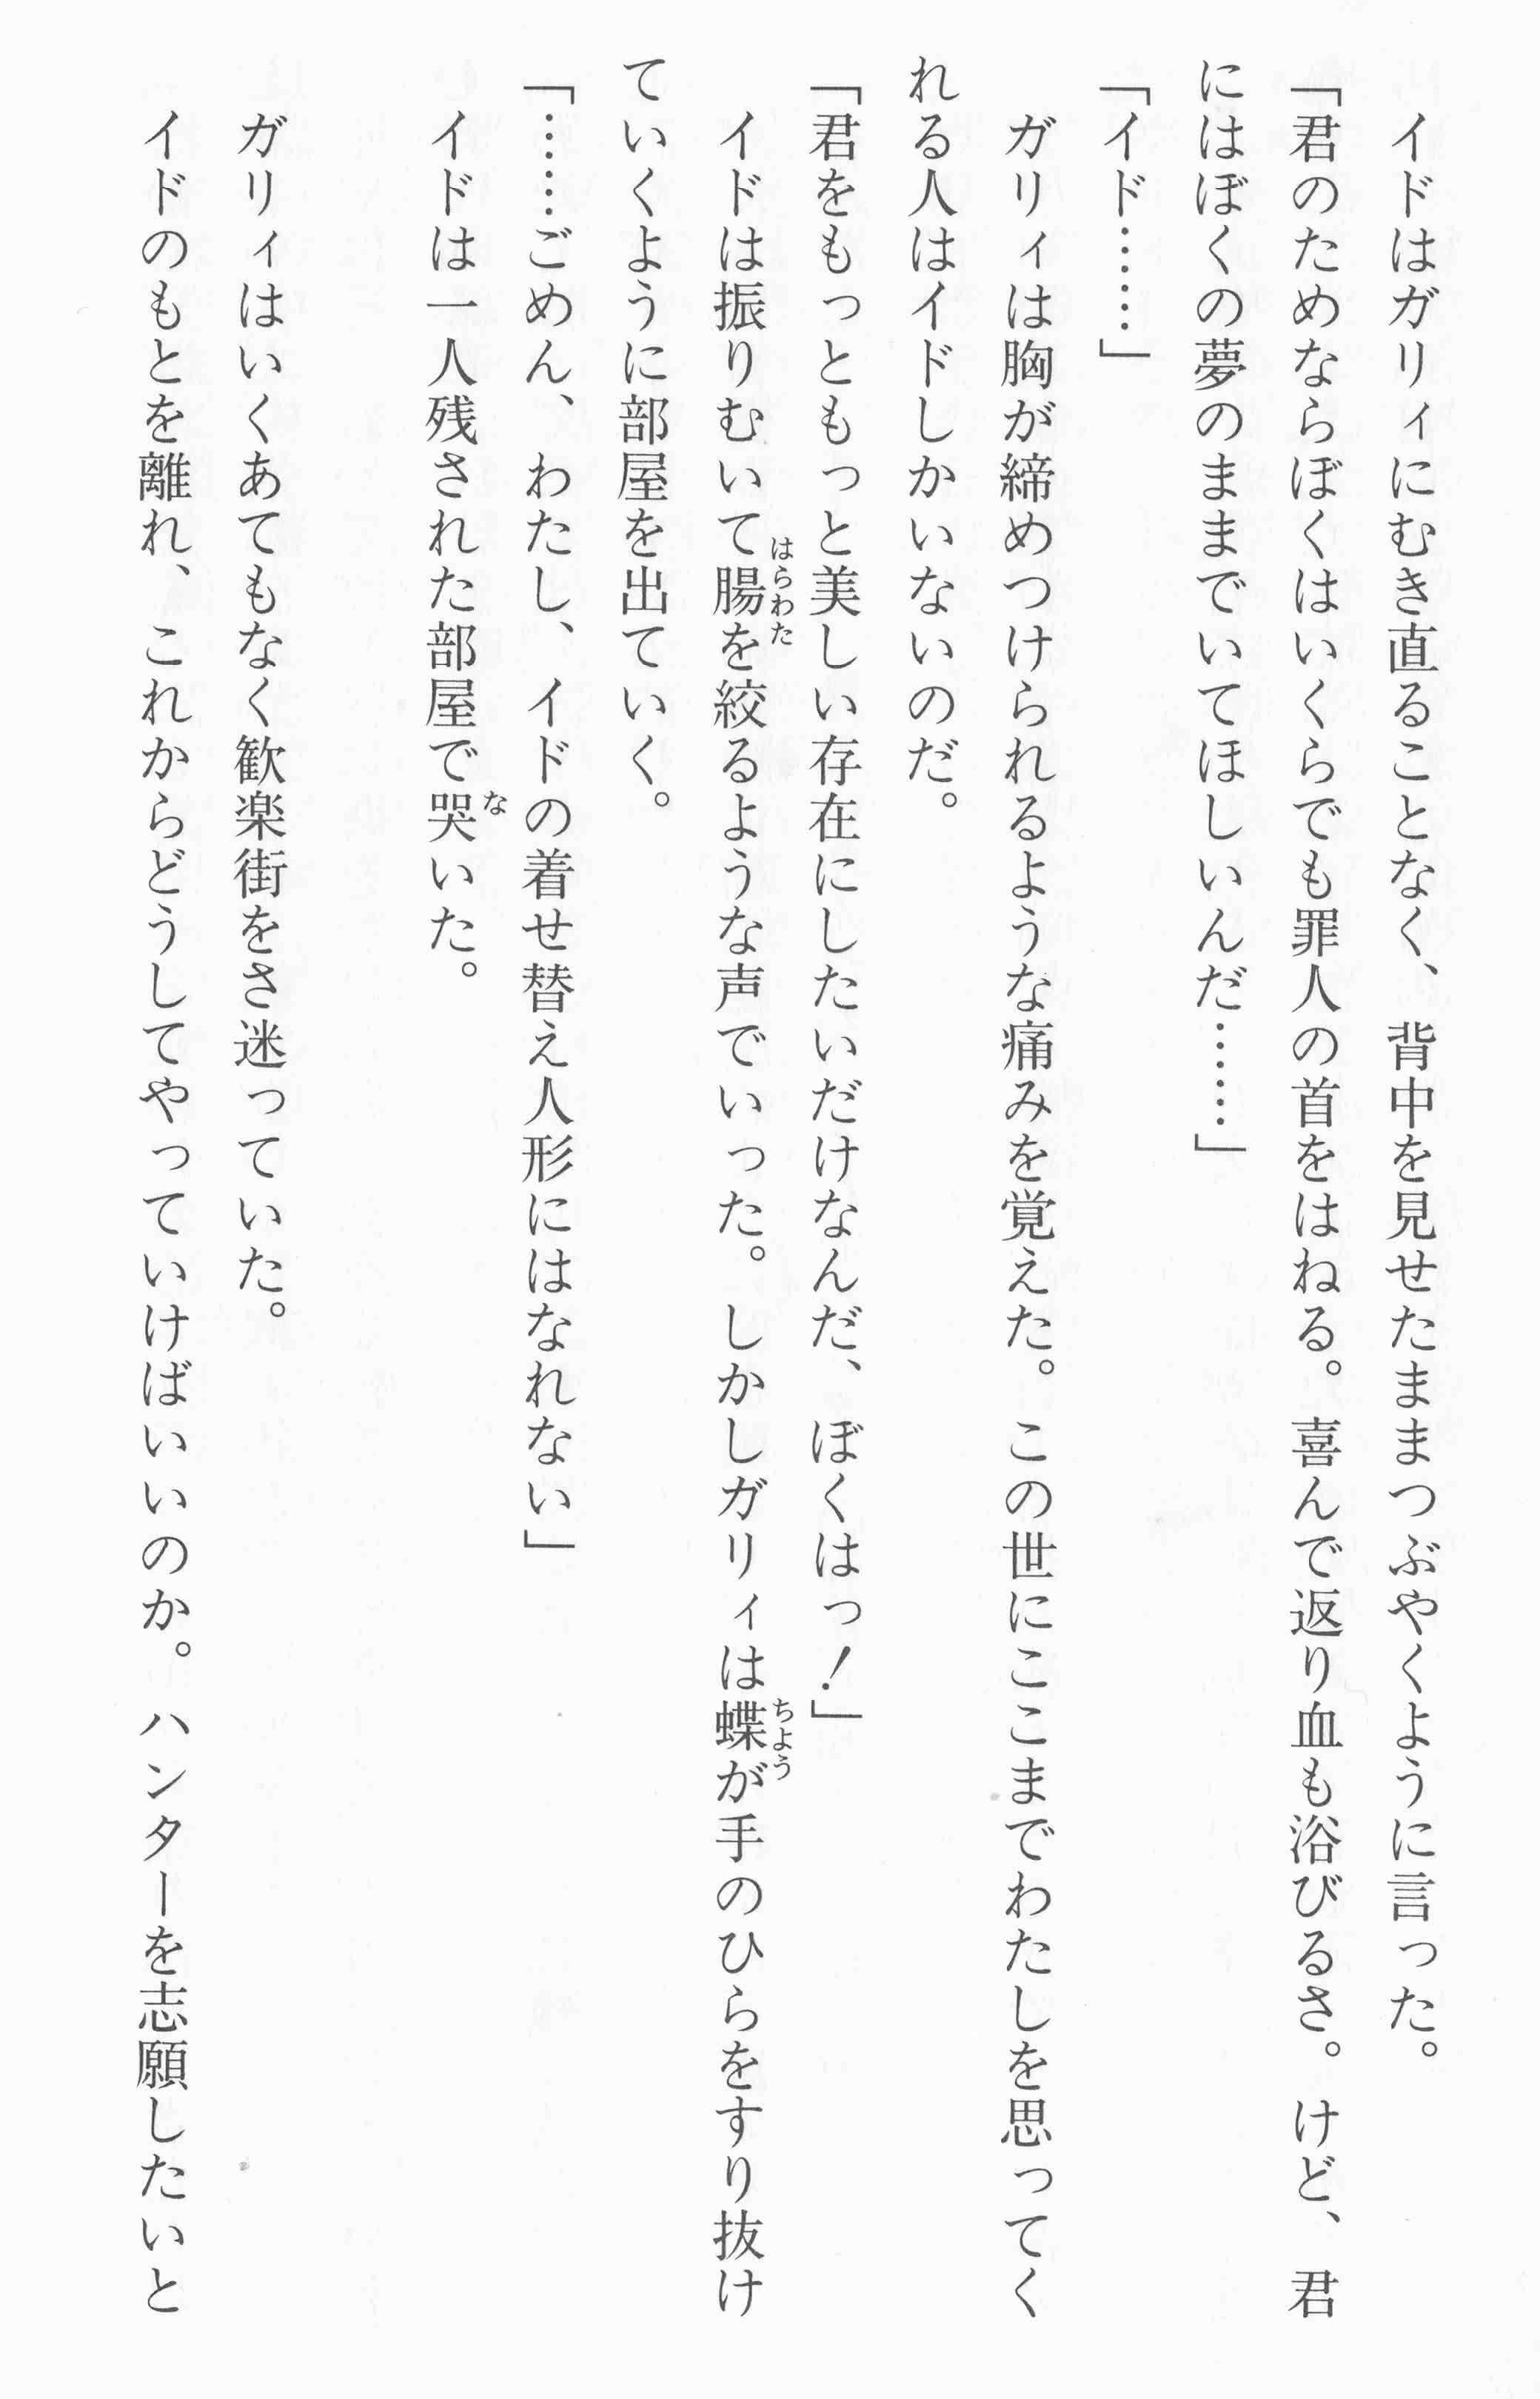 イドはガリィにむき直ることなく、背中を見せたままつぶやくように言った。
「君のためならぼくはいくらでも罪人の首をはねる。喜んで返り血も浴びるさ。けど、君
にはぼくの夢のままでいてほしいんだ……」
「イド……」
　ガリィは胸が締めつけられるような痛みを覚えた。この世にここまでわたしを思ってく
れる人はイドしかいないのだ。
「君をもっともっと美しい存在にしたいだけなんだ、ぼくはっ！」
　イドは振りむいて腸はらわたを絞るような声でいった。しかしガリィは蝶ちようが手のひらをすり抜け
ていくように部屋を出ていく。
「……ごめん、わたし、イドの着せ替え人形にはなれない」
　イドは一人残された部屋で哭ないた。
　ガリィはいくあてもなく歓楽街をさ迷っていた。
　イドのもとを離れ、これからどうしてやっていけばいいのか。ハンターを志願したいと